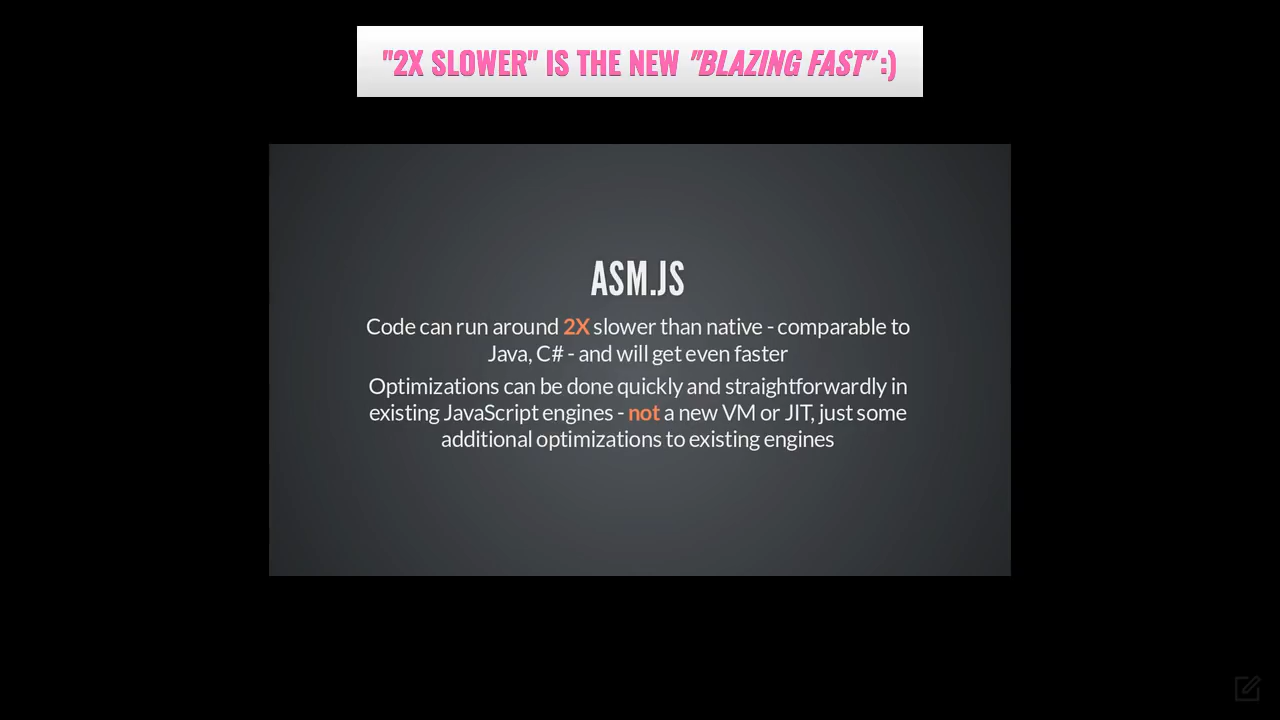 "2X SLOWER" IS THE NEW "BLAZING FAST" :)
ASM.JS
Code can run around 2X slower than native - comparable to
Java, C# - and will get even faster
Optimizations can be done quickly and straightforwardly in
existing JavaScript engines - not a new VM or JIT, just some
additional optimizations to existing engines